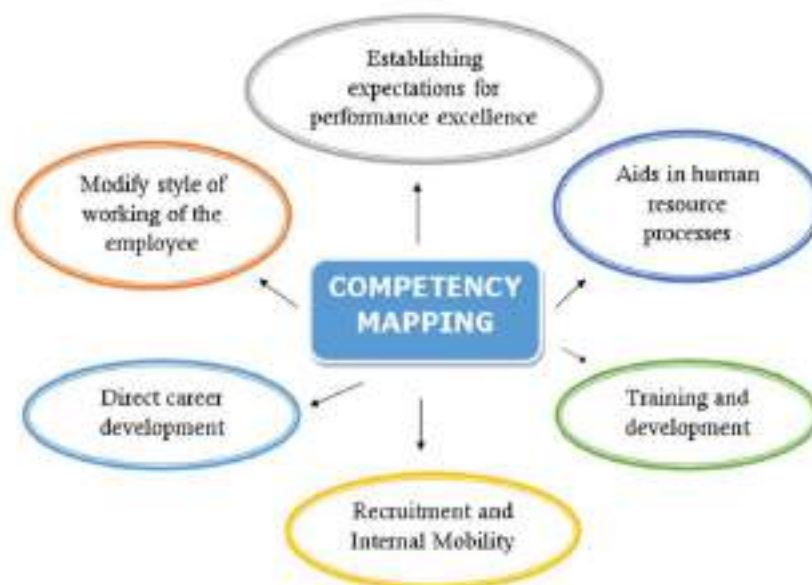 Establishing
expectations for
performance excellence
Modify style of
working of the
employee
Aids in human
resource
processes
COMPETENCY
MAPPING
Direct career
development
Training and
development
Recruitment and
Internal Mobility